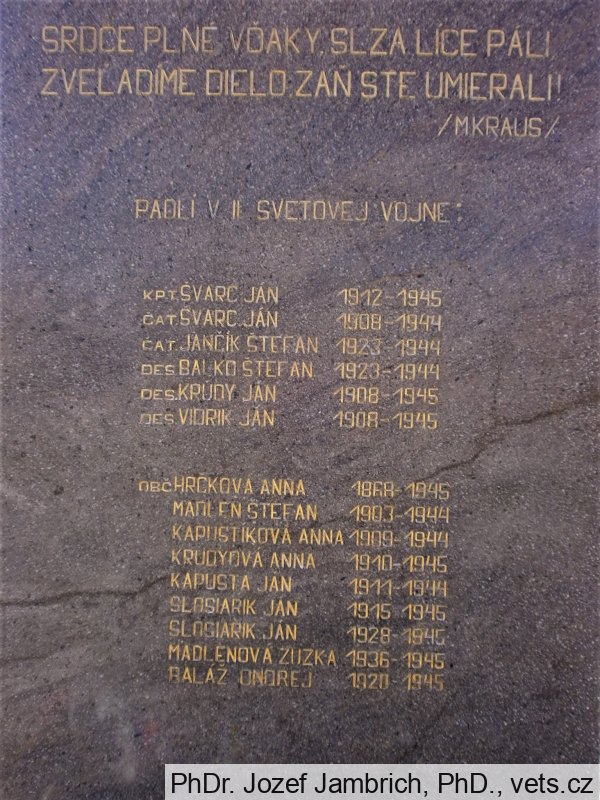 SRDCE PLNÉ VĎAKY, SLZA LÍCE PÁLI
ZVEĽADÍME DIELO ZAŇ STE UMIERALI!
/M.KRAUS/
PADLÍ V II. SVETOVEJ VOJNE:
KPT. ŠVARC JÁN 1912-1945
ČAT. ŠVARC JÁN 1908-1944
ČAT. JANČÍK ŠTEFAN 1923-1944
DES. BALKO ŠTEFAN 1923-1944
DES. KRUDY JÁN 1908-1945
DES. VIDRIK JÁN 1908-1945
OBČ. HRČKOVÁ ANNA 1868-1945
MADLEŇ ŠTEFAN 1903-1944
KAPUSTÍKOVÁ ANNA 1909-1944
KRUDYOVÁ ANNA 1910-1945
KAPUSTA JÁN 1911-1944
SLOSIARIK JÁN 1915-1945
SLOSIARIK JÁN 1928-1945
MADLENOVÁ ZUZKA 1936-1945
BALÁŽ ONDREJ 1920-1945
PhDr. Jozef Jambrich, PhD., vets.cz